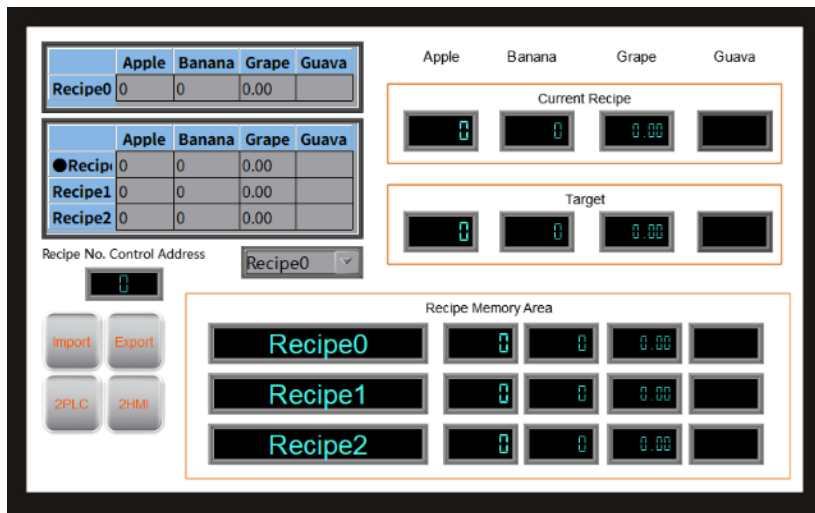 Apple Banana Grape Guava
Recipe0 0 0 0.00
Apple Banana Grape Guava
●Recip 0 0 0.00
Recipe1 0 0 0.00
Recipe2 0 0 0.00
Recipe No. Control Address
0
Recipe0
Import Export
2PLC 2HMI
Apple Banana Grape Guava
Current Recipe
0 0 0.00
Target
0 0 0.00
Recipe Memory Area
Recipe0 0 0 0.00
Recipe1 0 0 0.00
Recipe2 0 0 0.00